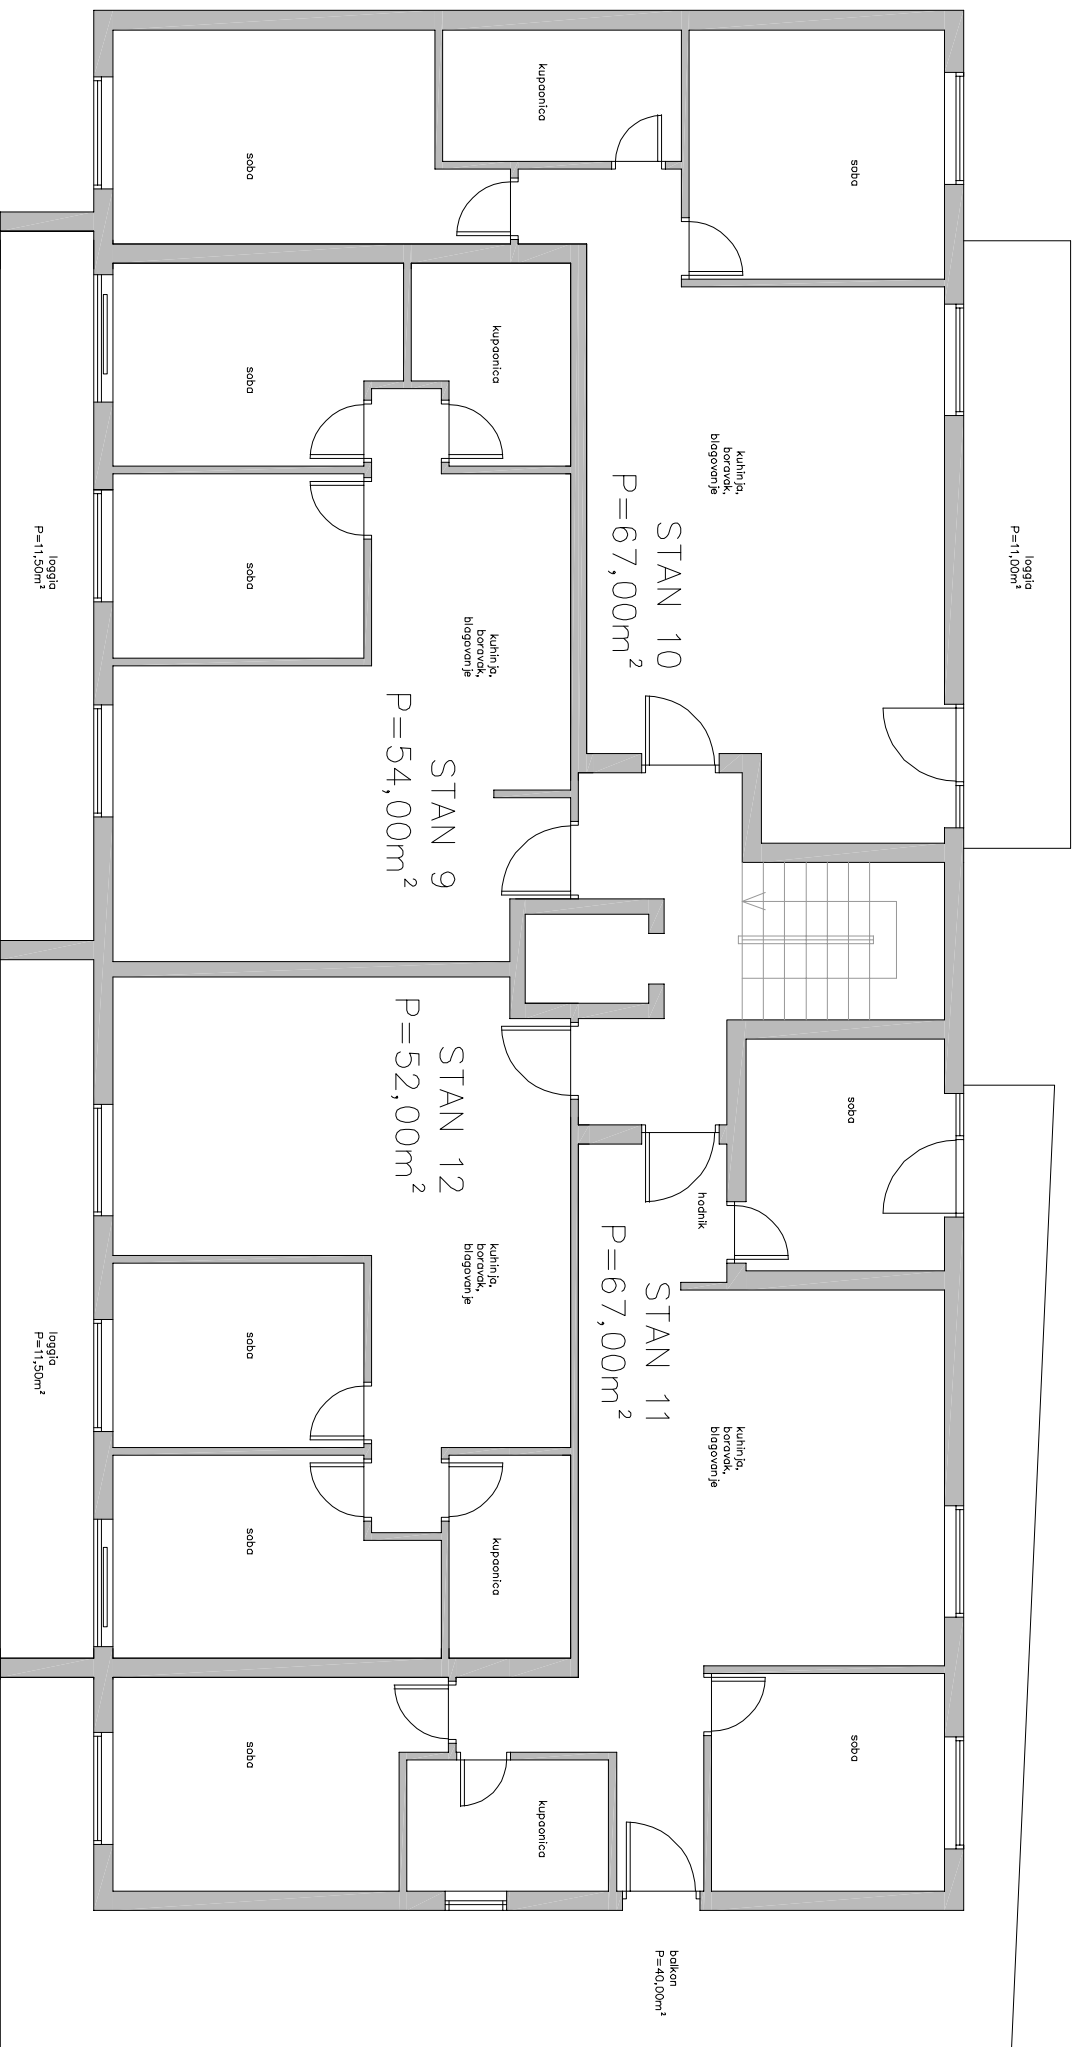 kupaonica
soba
soba
kuhinja,
boravak,
blagovanje
STAN 10
P=67,00m²
loggia
P=11,00m²
kupaonica
soba
soba
kuhinja,
boravak,
blagovanje
STAN 9
P=54,00m²
loggia
P=11,50m²
STAN 12
P=52,00m²
kuhinja,
boravak,
blagovanje
soba
soba
kupaonica
loggia
P=11,50m²
soba
hodnik
STAN 11
P=67,00m²
kuhinja,
boravak,
blagovanje
soba
soba
kupaonica
balkon
P=40,00m²